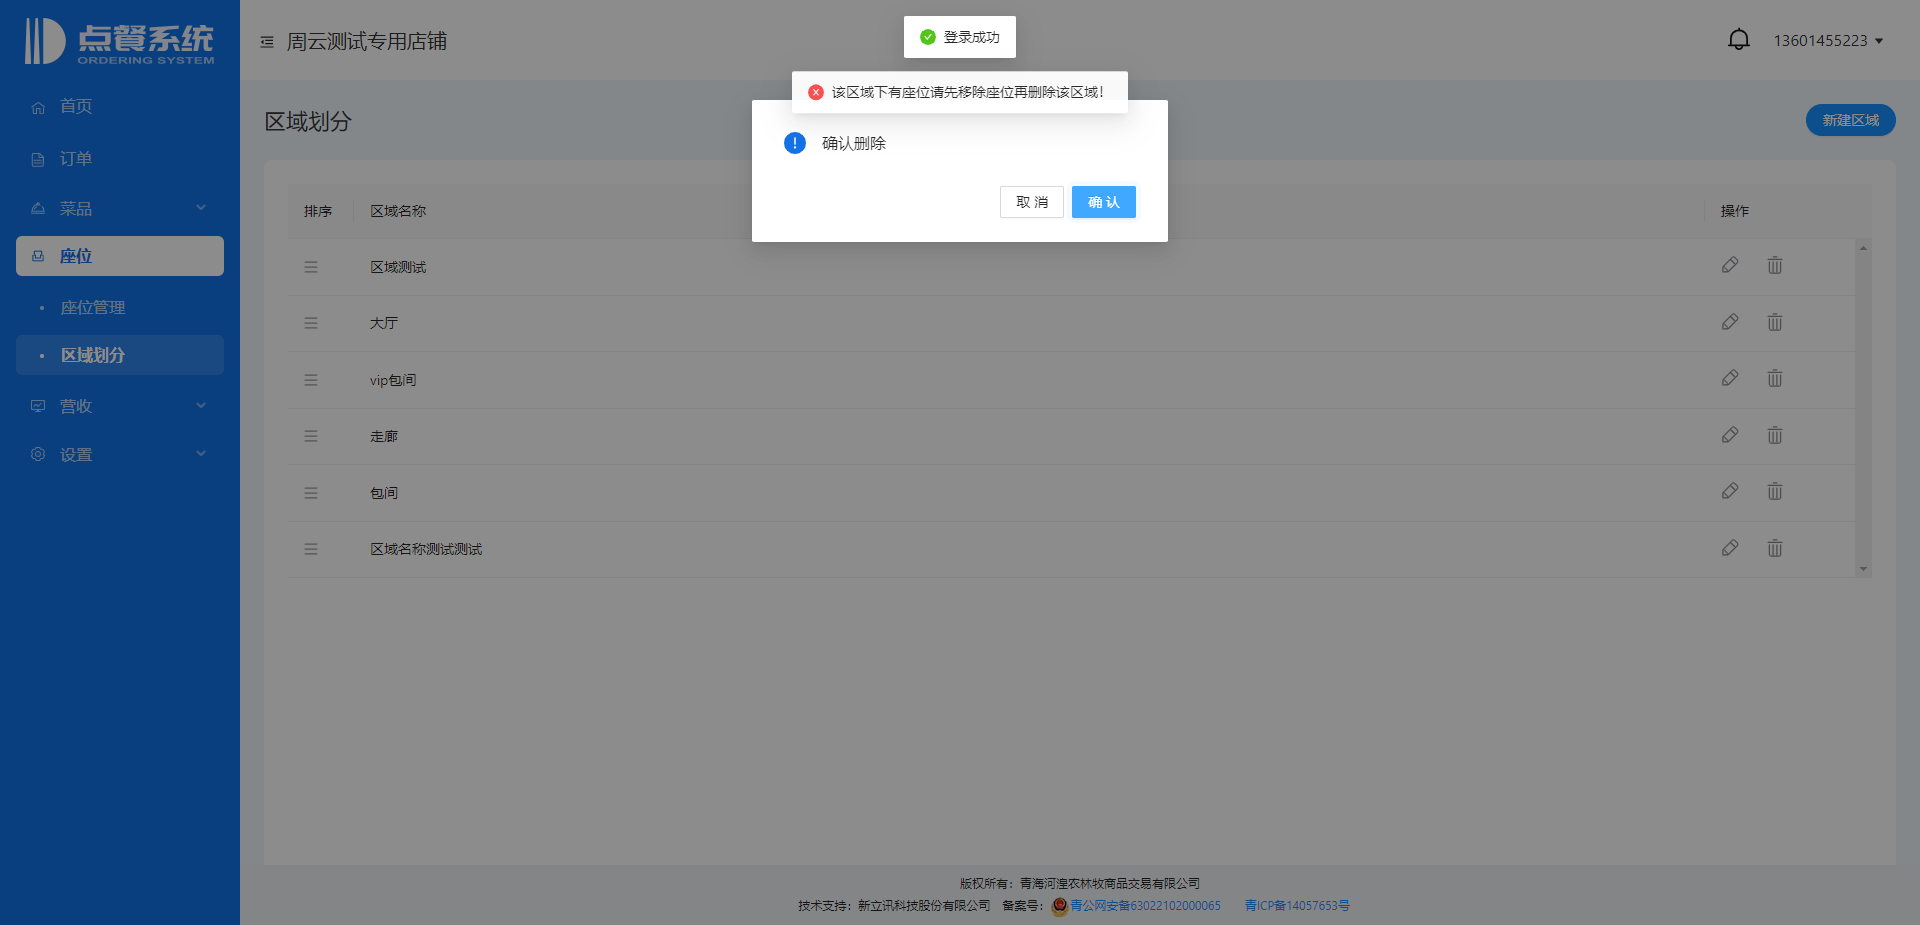 点餐系统
ORDERING SYSTEM
首页
订单
菜品
座位
座位管理
区域划分
营收
设置
周云测试专用店铺
登录成功
13601455223
该区域下有座位请先移除座位再删除该区域!
确认删除
取 消
确 认
区域划分
新建区域
排序 区域名称 操作
区域测试
大厅
vip包间
走廊
包间
区域名称测试测试
版权所有：青海河湟农林牧商品交易有限公司
技术支持：新立讯科技股份有限公司 备案号：青公网安备63022102000065 青ICP备14057653号